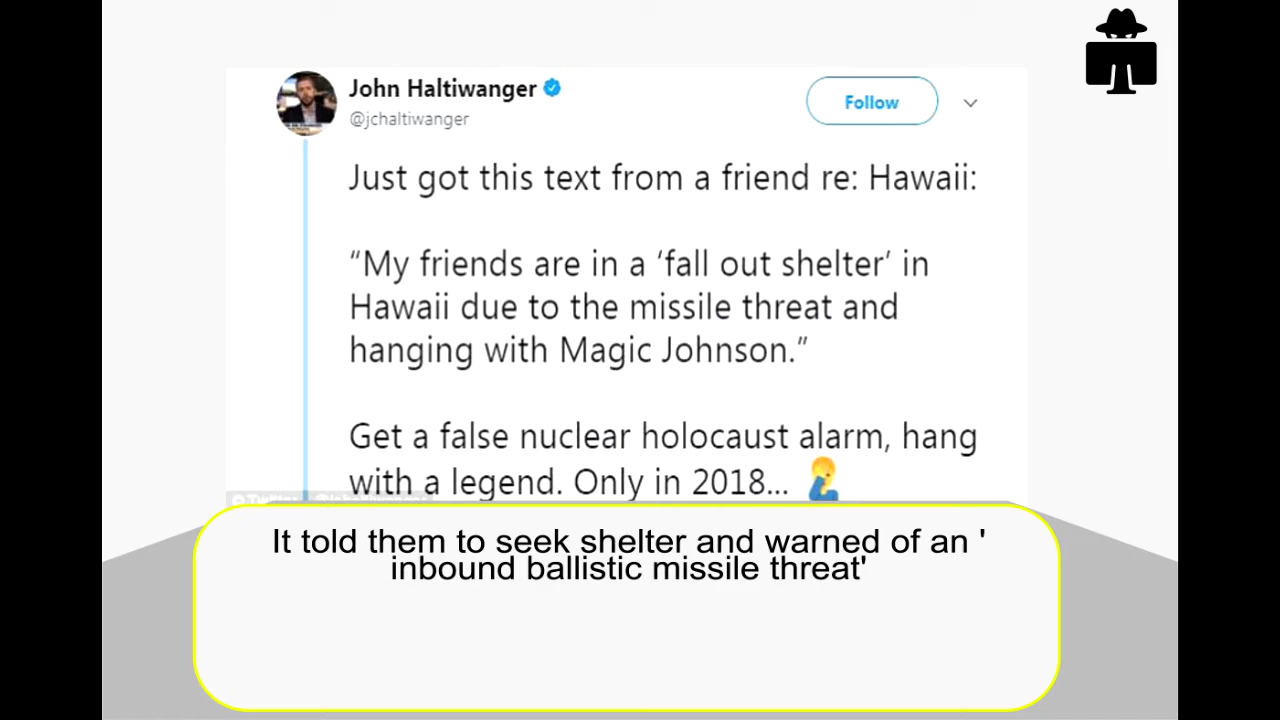 John Haltiwanger
@jchaltiwanger
Follow
Just got this text from a friend re: Hawaii:
“My friends are in a ‘fall out shelter’ in
Hawaii due to the missile threat and
hanging with Magic Johnson.”
Get a false nuclear holocaust alarm, hang
with a legend. Only in 2018...
© Twitter / @jchaltiwanger
It told them to seek shelter and warned of an '
inbound ballistic missile threat'